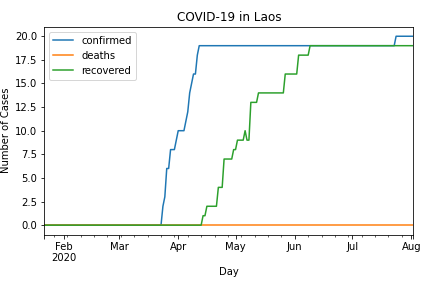 COVID-19 in Laos
confirmed
deaths
recovered
20.0
17.5
15.0
12.5
10.0
7.5
5.0
2.5
0.0
Number of Cases
Feb Mar Apr May Jun Jul Aug
2020
Day